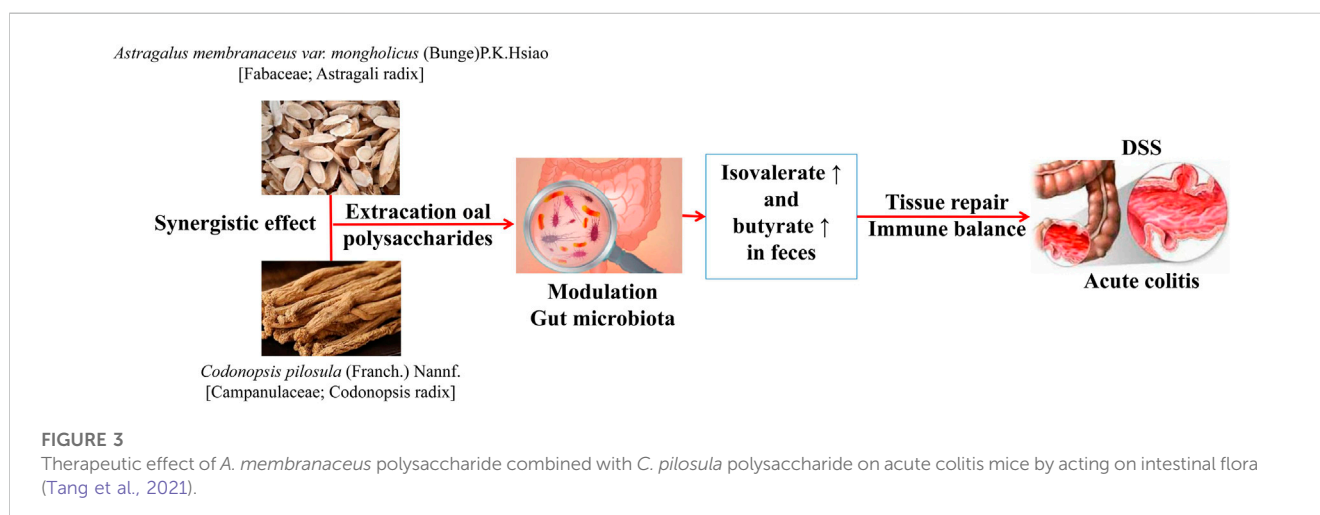 Astragalus membranaceus var. mongholicus (Bunge)P.K.Hsiao
[Fabaceae; Astragali radix]
Synergistic effect
Extracation oal
polysaccharides
Codonopsis pilosula (Franch.) Nannf.
[Campanulaceae; Codonopsis radix]
Modulation
Gut microbiota
Isovalerate ↑
and
butyrate ↑
in feces
Tissue repair
Immune balance
DSS
Acute colitis
FIGURE 3
Therapeutic effect of A. membranaceus polysaccharide combined with C. pilosula polysaccharide on acute colitis mice by acting on intestinal flora
(Tang et al., 2021).